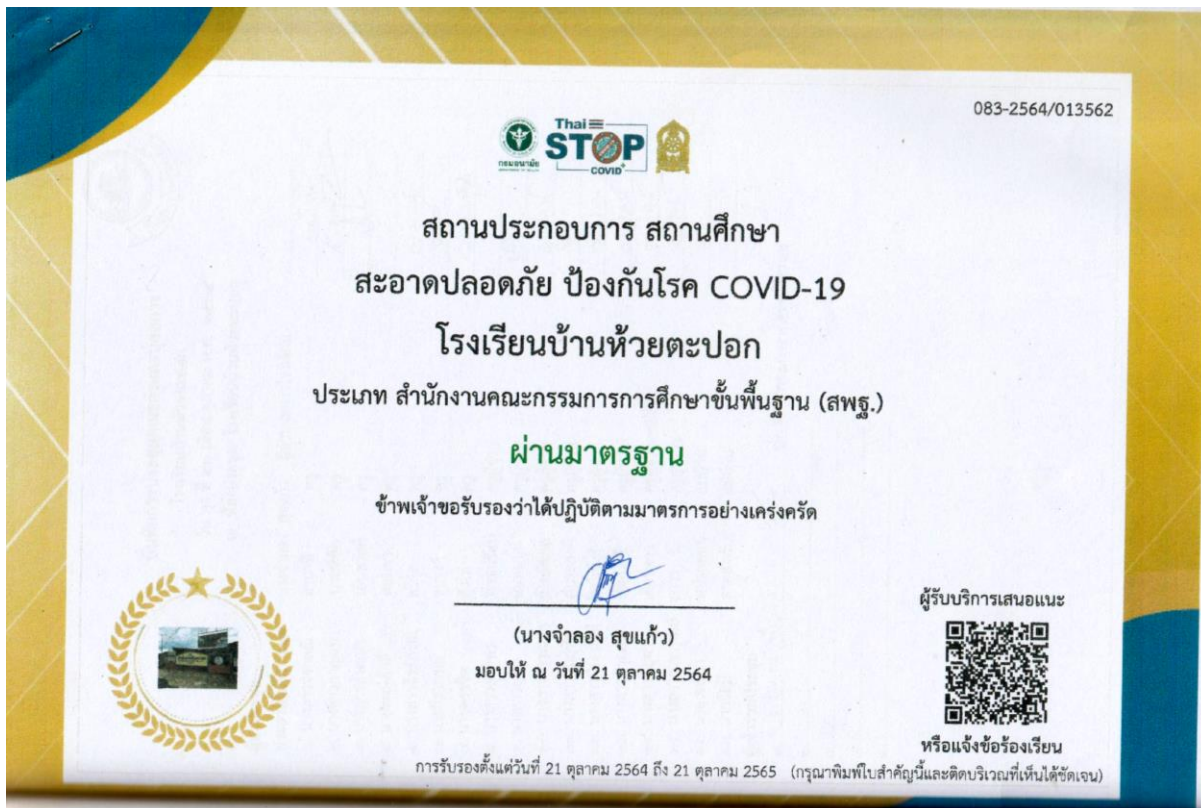 083-2564/013562
กรมอนามัย
Thai
STOP
COVID
สถานประกอบการ สถานศึกษา
สะอาดปลอดภัย ป้องกันโรค COVID-19
โรงเรียนบ้านห้วยตะปอก
ประเภท สำนักงานคณะกรรมการการศึกษาขั้นพื้นฐาน (สพฐ.)
ผ่านมาตรฐาน
ข้าพเจ้าขอรับรองว่าได้ปฏิบัติตามมาตรการอย่างเคร่งครัด
(นางจำลอง สุขแก้ว)
มอบให้ ณ วันที่ 21 ตุลาคม 2564
ผู้รับบริการเสนอแนะ
หรือแจ้งข้อร้องเรียน
การรับรองตั้งแต่วันที่ 21 ตุลาคม 2564 ถึง 21 ตุลาคม 2565 (กรุณาพิมพ์ใบสำคัญนี้และติดบริเวณที่เห็นได้ชัดเจน)